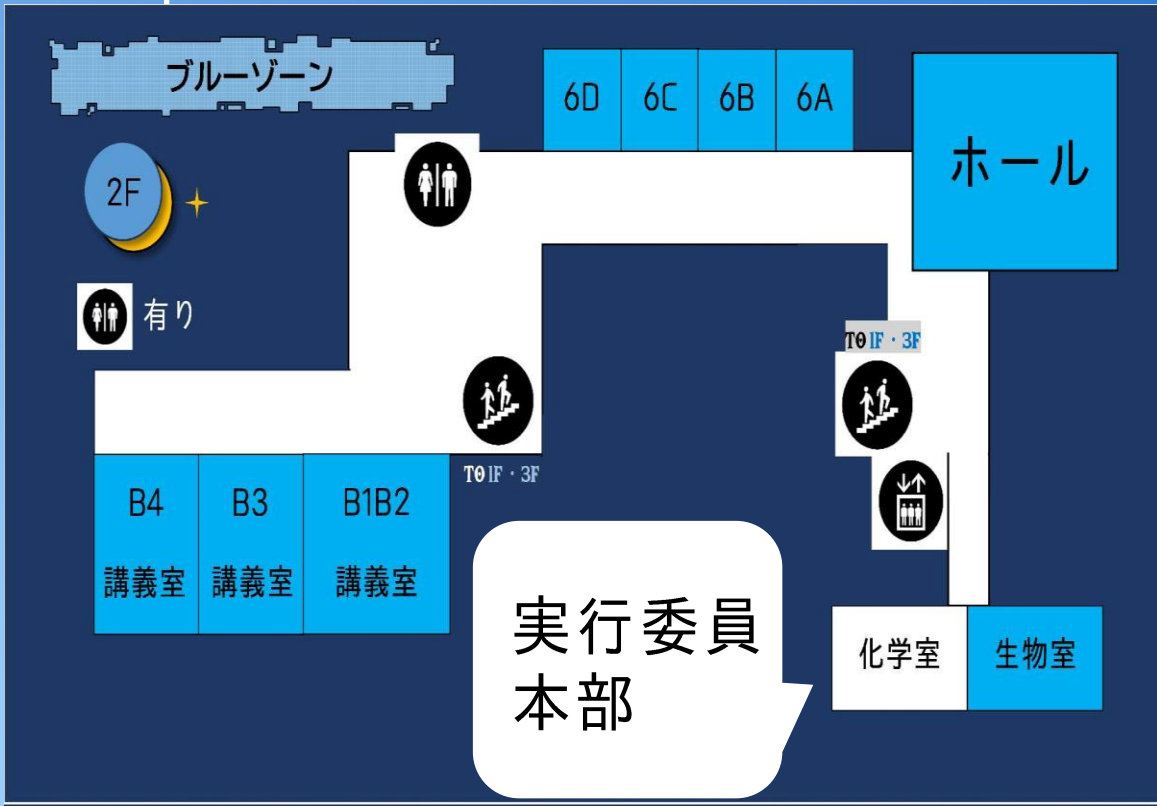 ブルーゾーン
6D 6C 6B 6A
ホール
2F
有り
TO 1F・3F
TO 1F・3F
B4
講義室
B3
講義室
B1B2
講義室
実行委員
本部
化学室
生物室